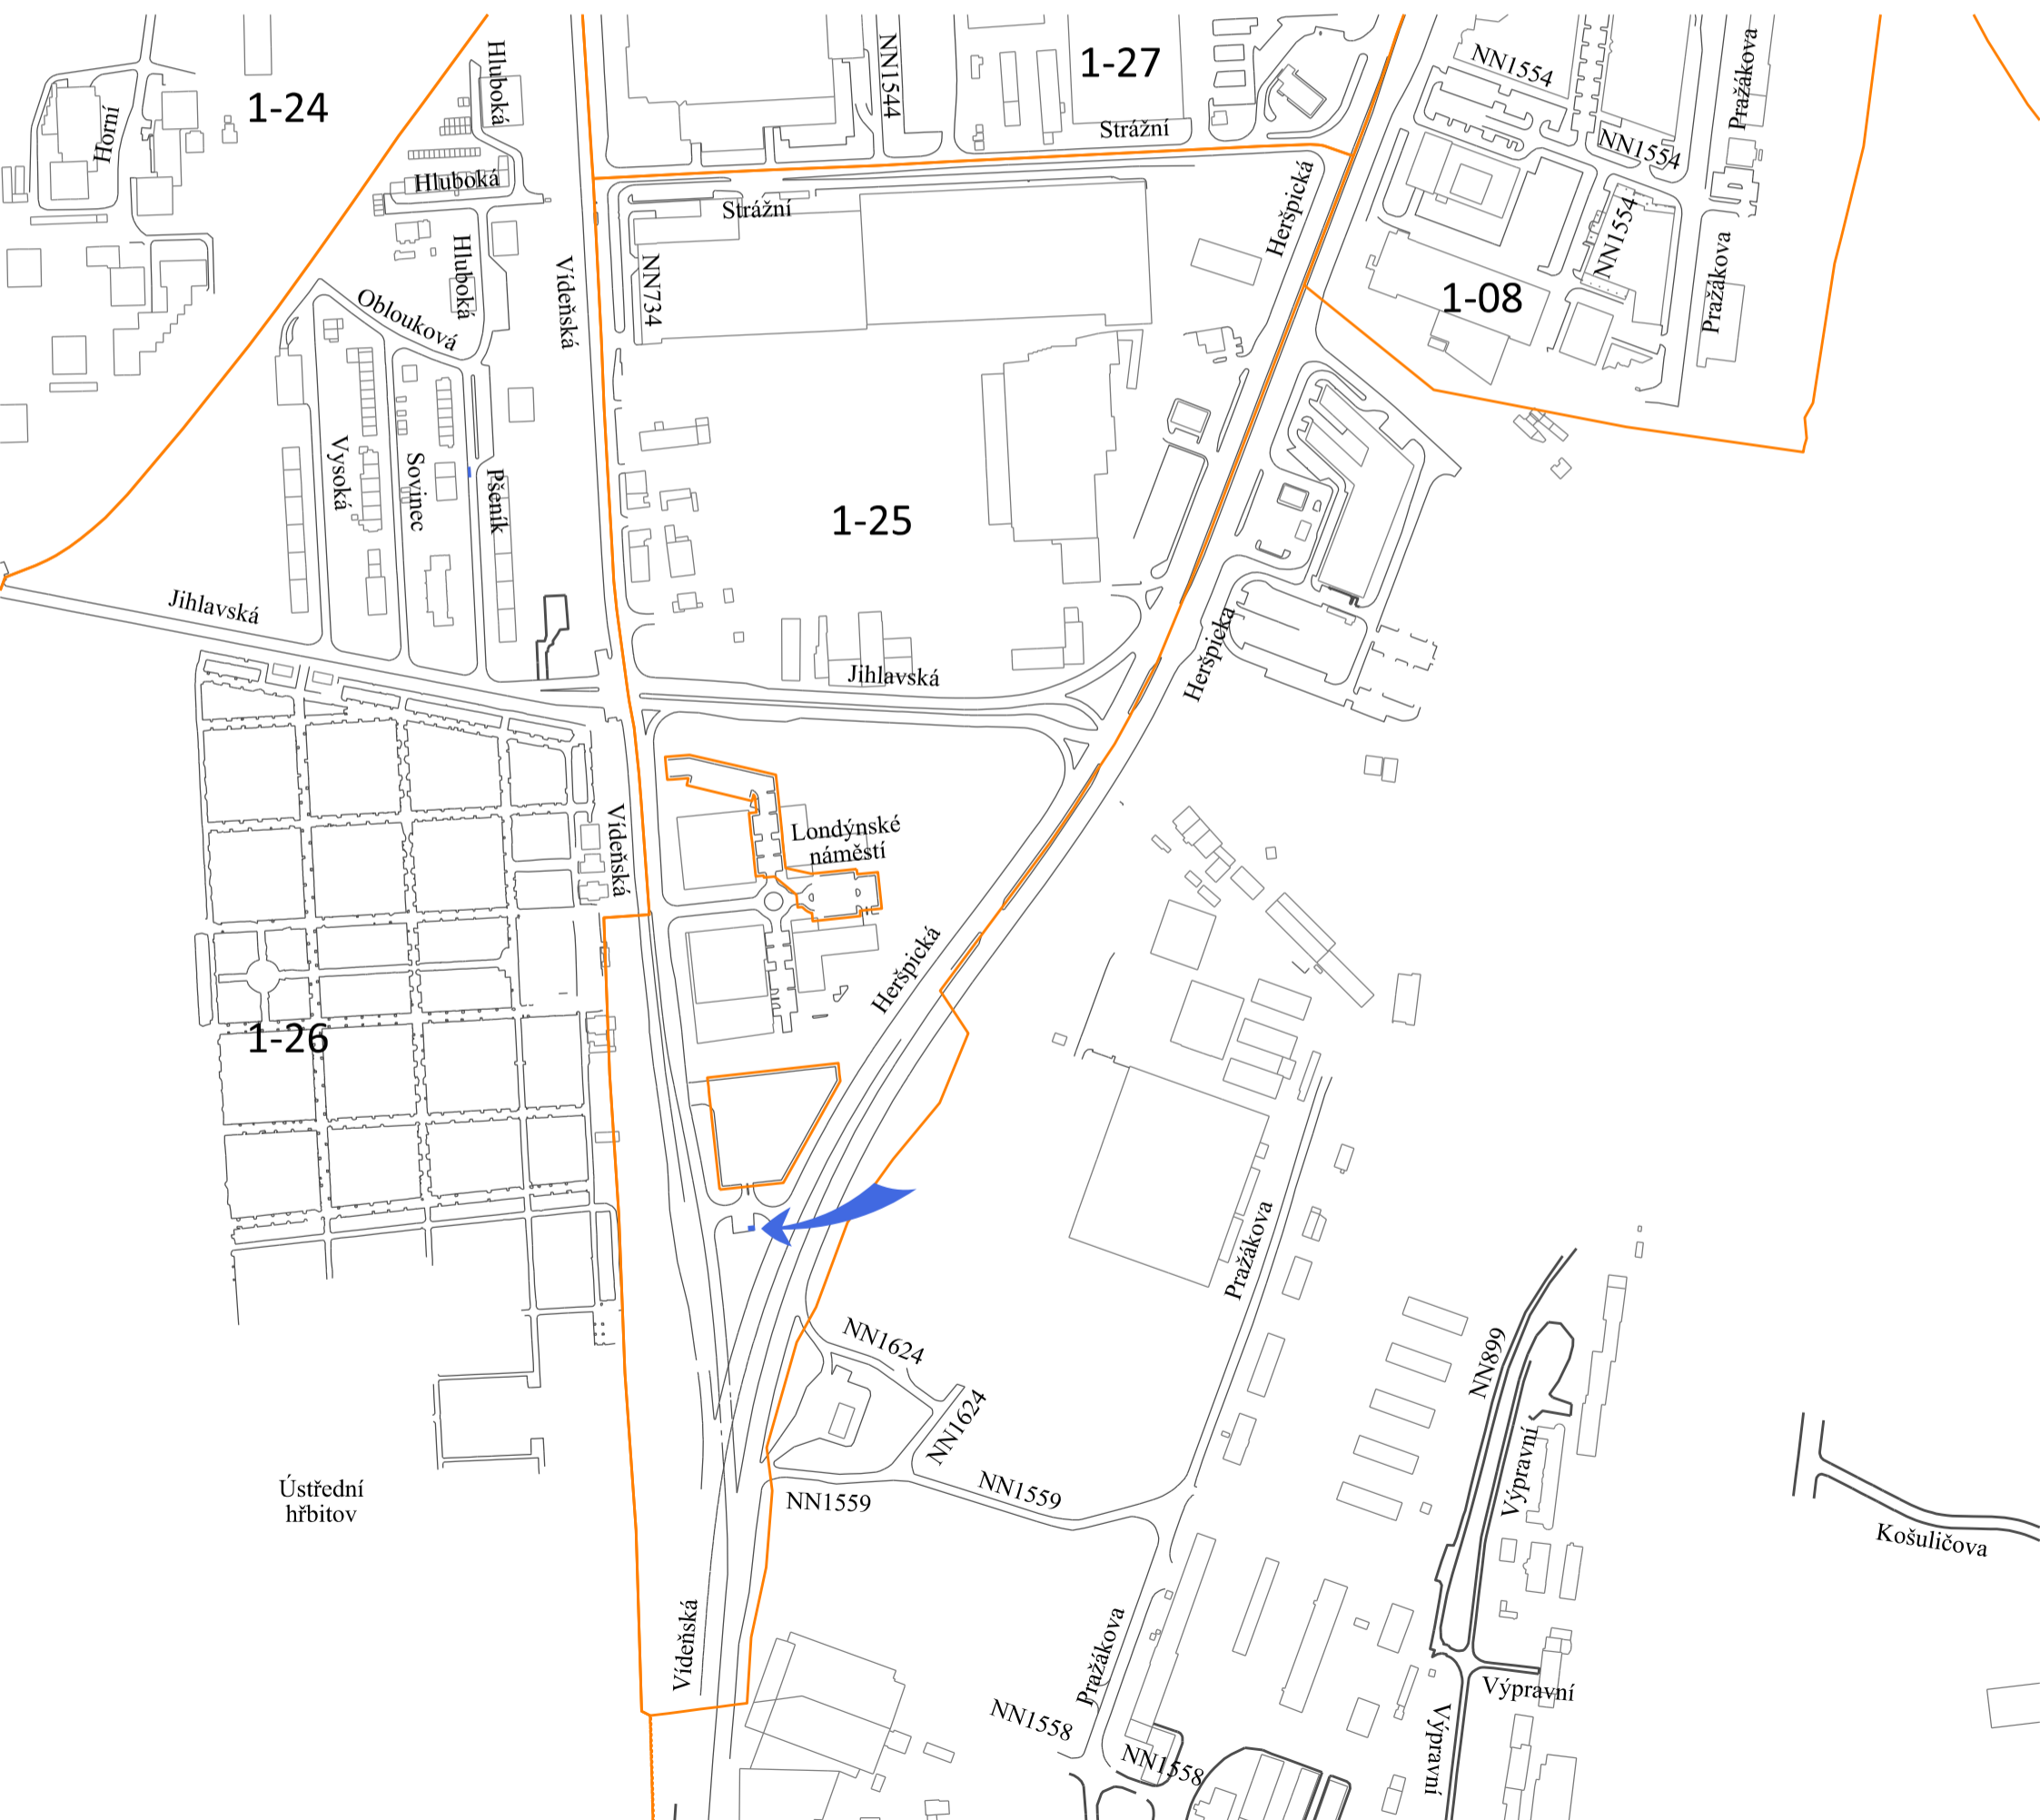 Hluboká
NN1544
1-27
NN1554
Pražákova
1-24
Horní
Strážní
NN1554
Hluboká
Strážní
Heršpická
NN1554
Hluboká
Vídeňská
NN734
Pražákova
1-08
Oblouková
Vysoká
Sovinec
Pšeník
1-25
Jihlavská
Heršpická
Jihlavská
Vídeňská
Londýnské
náměstí
Heršpická
1-26
Pražákova
NN1624
NN899
NN1624
Ústřední
hřbitov
NN1559
NN1559
Výpravní
Košuličova
Vídeňská
Pražákova
Výpravní
NN1558
Výpravní
NN1558